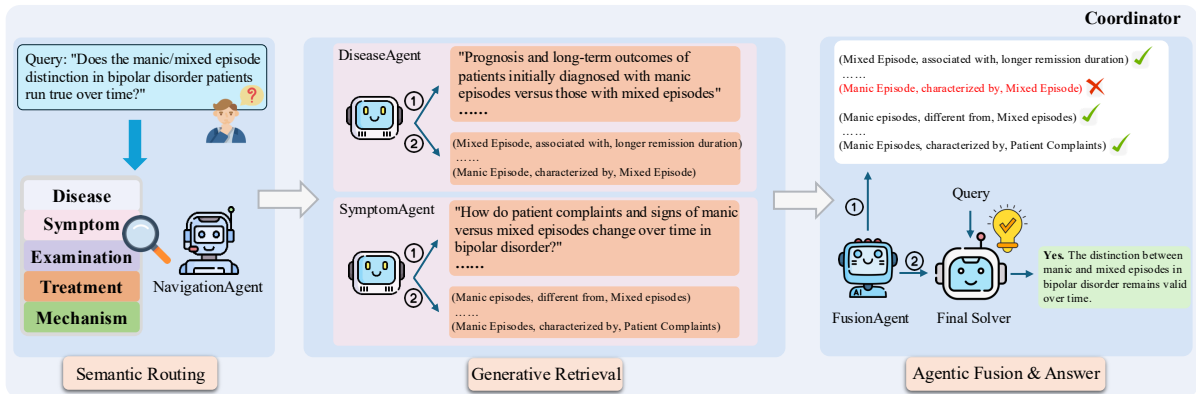 Coordinator
Query: "Does the manic/mixed episode
distinction in bipolar disorder patients
run true over time?"
?
Disease
Symptom
Examination
Treatment
Mechanism
NavigationAgent
Semantic Routing
DiseaseAgent
①
②
"Prognosis and long-term outcomes of
patients initially diagnosed with manic
episodes versus those with mixed episodes"
......
(Mixed Episode, associated with, longer remission duration)
......
(Manic Episode, characterized by, Mixed Episode)
SymptomAgent
①
②
"How do patient complaints and signs of manic
versus mixed episodes change over time in
bipolar disorder?"
......
(Manic episodes, different from, Mixed episodes)
......
(Manic Episodes, characterized by, Patient Complaints)
Generative Retrieval
(Mixed Episode, associated with, longer remission duration)
......
(Manic Episode, characterized by, Mixed Episode)
(Manic episodes, different from, Mixed episodes)
......
(Manic Episodes, characterized by, Patient Complaints)
①
Query
②
AI
FusionAgent
Final Solver
Yes. The distinction between
manic and mixed episodes in
bipolar disorder remains valid
over time.
Agentic Fusion & Answer